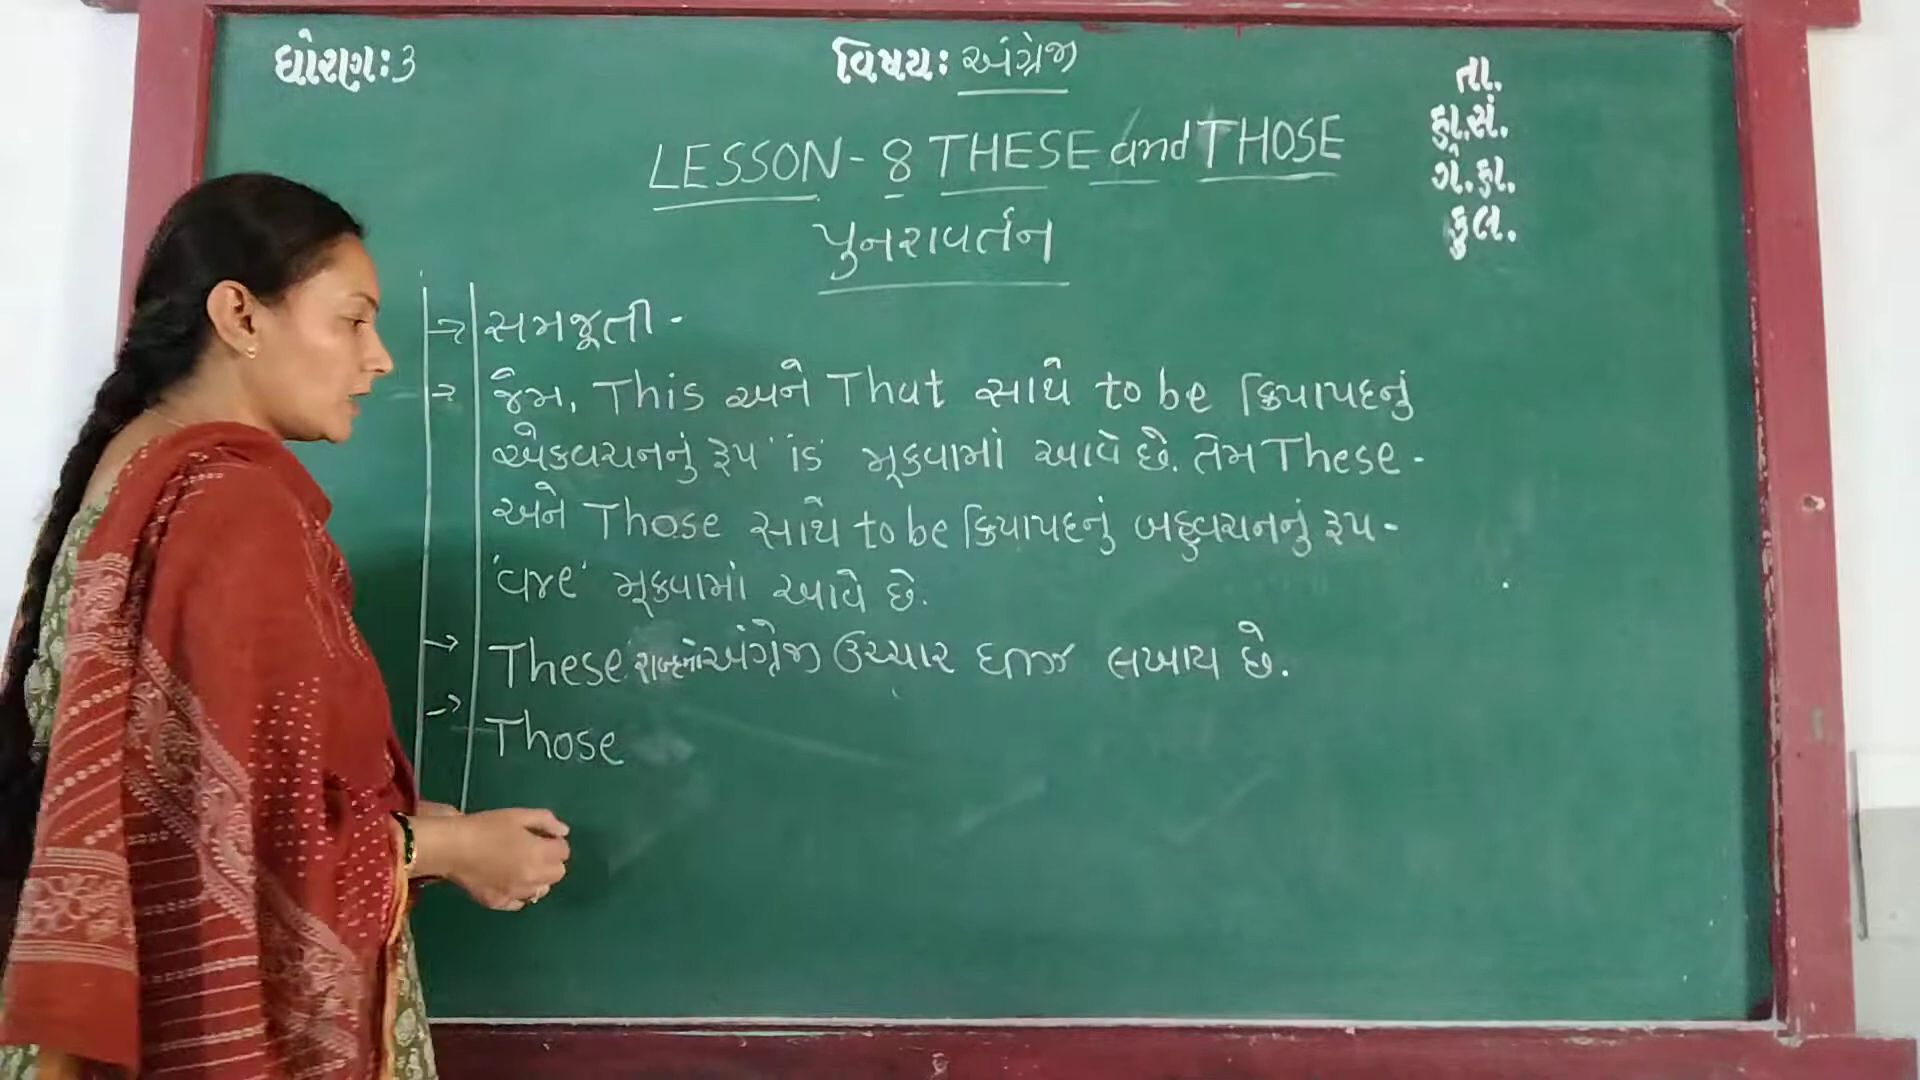 ધોરણ:3
વિષય: અંગ્રેજી
તા.
હા.સં.
ગે.હા.
કુલ.
LESSON-8 THESE and THOSE
પુનરાવર્તન
→ સમજૂતી -
→ જેમ, This અને That સાથે to be ક્રિયાપદનું
એકવચનનું રૂપ 'is' મૂકવામાં આવે છે. તેમ These -
અને Those સાથે to be ક્રિયાપદનું બહુવચનનું રૂપ -
'are' મૂકવામાં આવે છે.
→ These શબ્દનો અંગ્રેજી ઉચ્ચાર ધીઝ લખાય છે.
→ Those